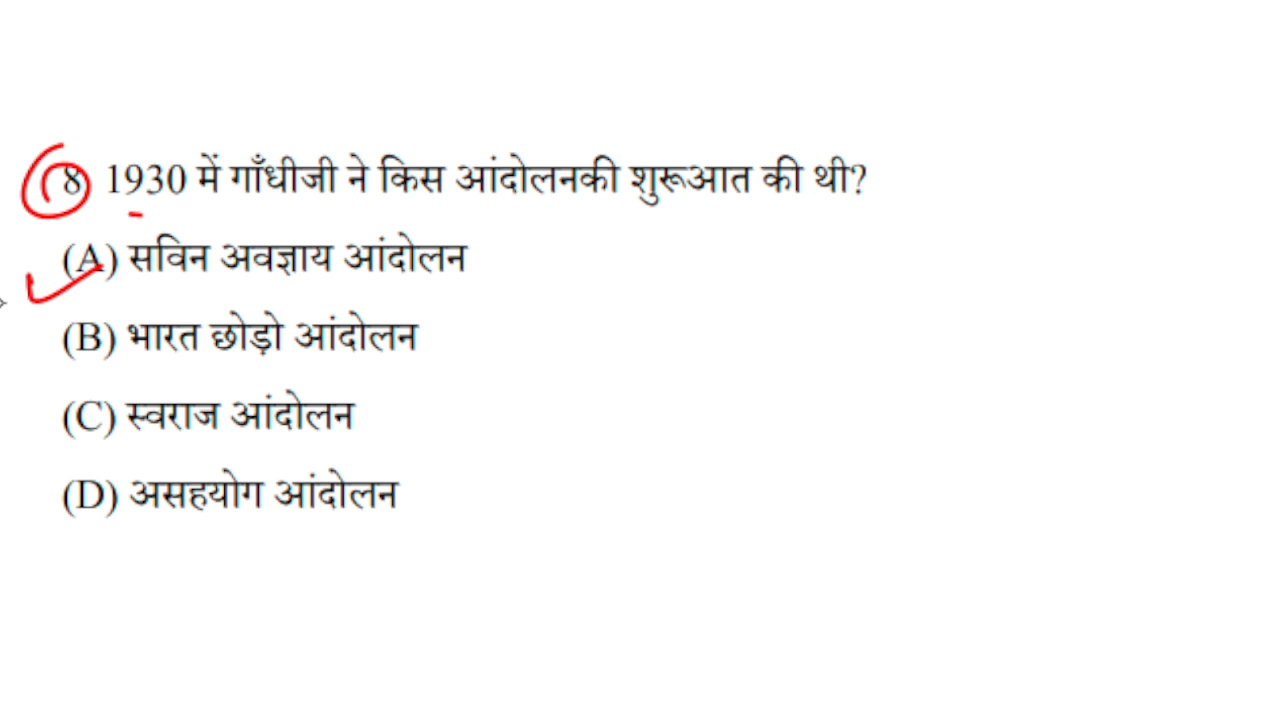 8 1930 में गाँधीजी ने किस आंदोलनकी शुरूआत की थी?
(A) सविन अवज्ञाय आंदोलन
(B) भारत छोड़ो आंदोलन
(C) स्वराज आंदोलन
(D) असहयोग आंदोलन